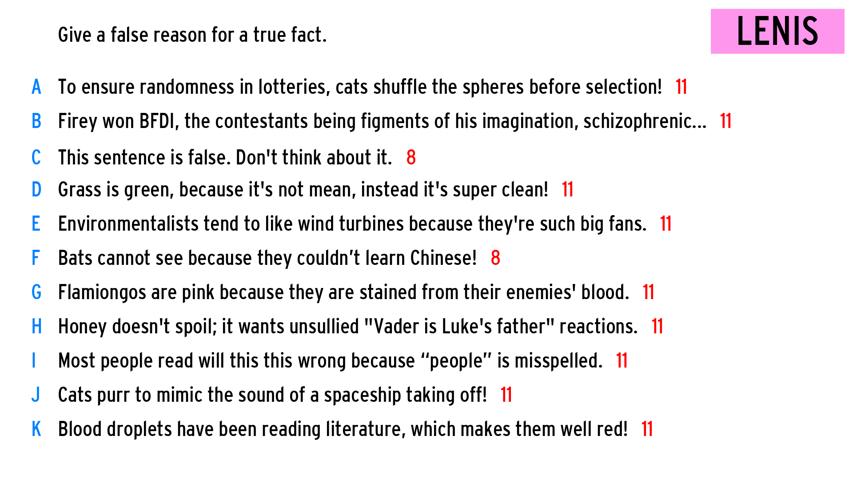 Give a false reason for a true fact.
LENIS
A To ensure randomness in lotteries, cats shuffle the spheres before selection! 11
B Firey won BFDI, the contestants being figments of his imagination, schizophrenic... 11
C This sentence is false. Don't think about it. 8
D Grass is green, because it's not mean, instead it's super clean! 11
E Environmentalists tend to like wind turbines because they're such big fans. 11
F Bats cannot see because they couldn’t learn Chinese! 8
G Flamiongos are pink because they are stained from their enemies' blood. 11
H Honey doesn't spoil; it wants unsullied "Vader is Luke's father" reactions. 11
I Most people read will this this wrong because “people” is misspelled. 11
J Cats purr to mimic the sound of a spaceship taking off! 11
K Blood droplets have been reading literature, which makes them well red! 11